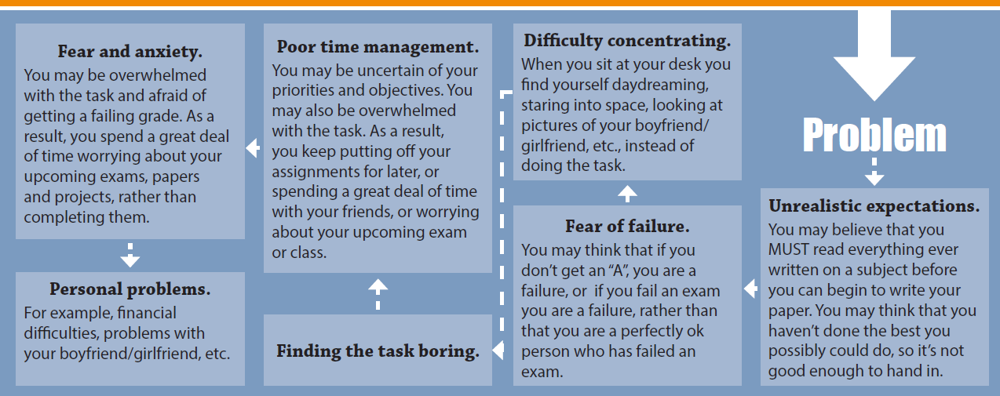 Problem
Unrealistic expectations.
You may believe that you
MUST read everything ever
written on a subject before
you can begin to write your
paper. You may think that you
haven’t done the best you
possibly could do, so it’s not
good enough to hand in.
Fear of failure.
You may think that if you
don’t get an “A”, you are a
failure, or if you fail an exam
you are a failure, rather than
that you are a perfectly ok
person who has failed an
exam.
Difficulty concentrating.
When you sit at your desk you
find yourself daydreaming,
staring into space, looking at
pictures of your boyfriend/
girlfriend, etc., instead of
doing the task.
Finding the task boring.
Poor time management.
You may be uncertain of your
priorities and objectives. You
may also be overwhelmed
with the task. As a result,
you keep putting off your
assignments for later, or
spending a great deal of time
with your friends, or worrying
about your upcoming exam
or class.
Fear and anxiety.
You may be overwhelmed
with the task and afraid of
getting a failing grade. As a
result, you spend a great deal
of time worrying about your
upcoming exams, papers
and projects, rather than
completing them.
Personal problems.
For example, financial
difficulties, problems with
your boyfriend/girlfriend, etc.